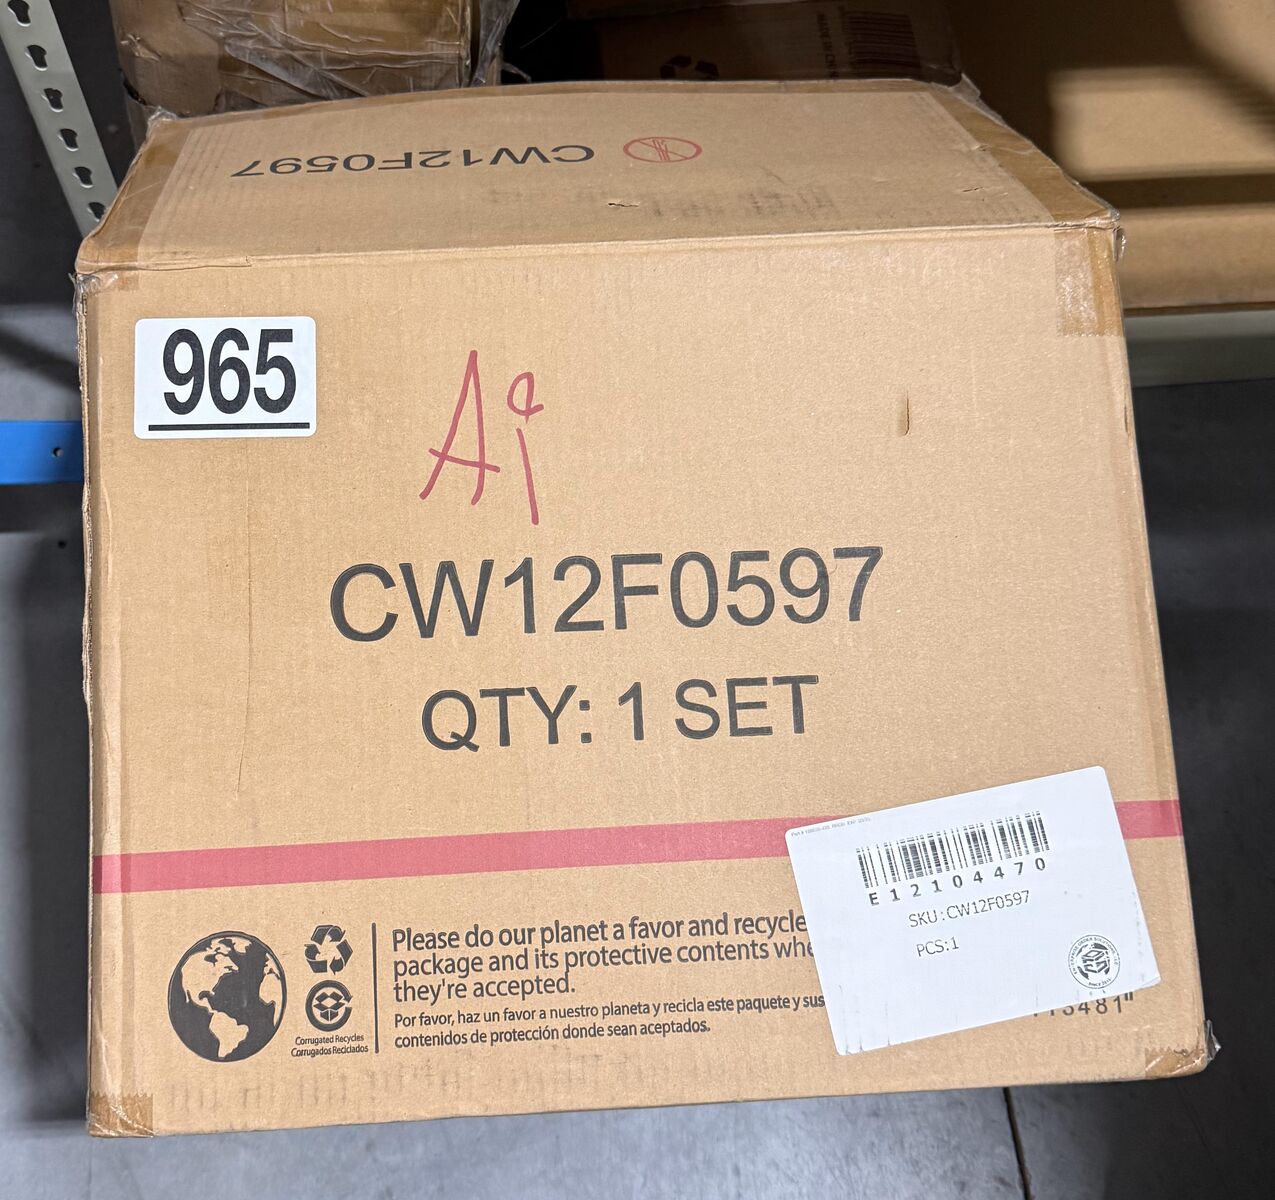 CW12F0597
965
Ai
CW12F0597
QTY: 1 SET
E12104470
SKU:CW12F0597
PCS:1
Please do our planet a favor and recycle
package and its protective contents
they're accepted.
Por favor, haz un favor a nuestro planeta y recicla este paquete y sus
contenidos de protección donde sean aceptados.
Corrugated Recycles
Corrugados Reciclados